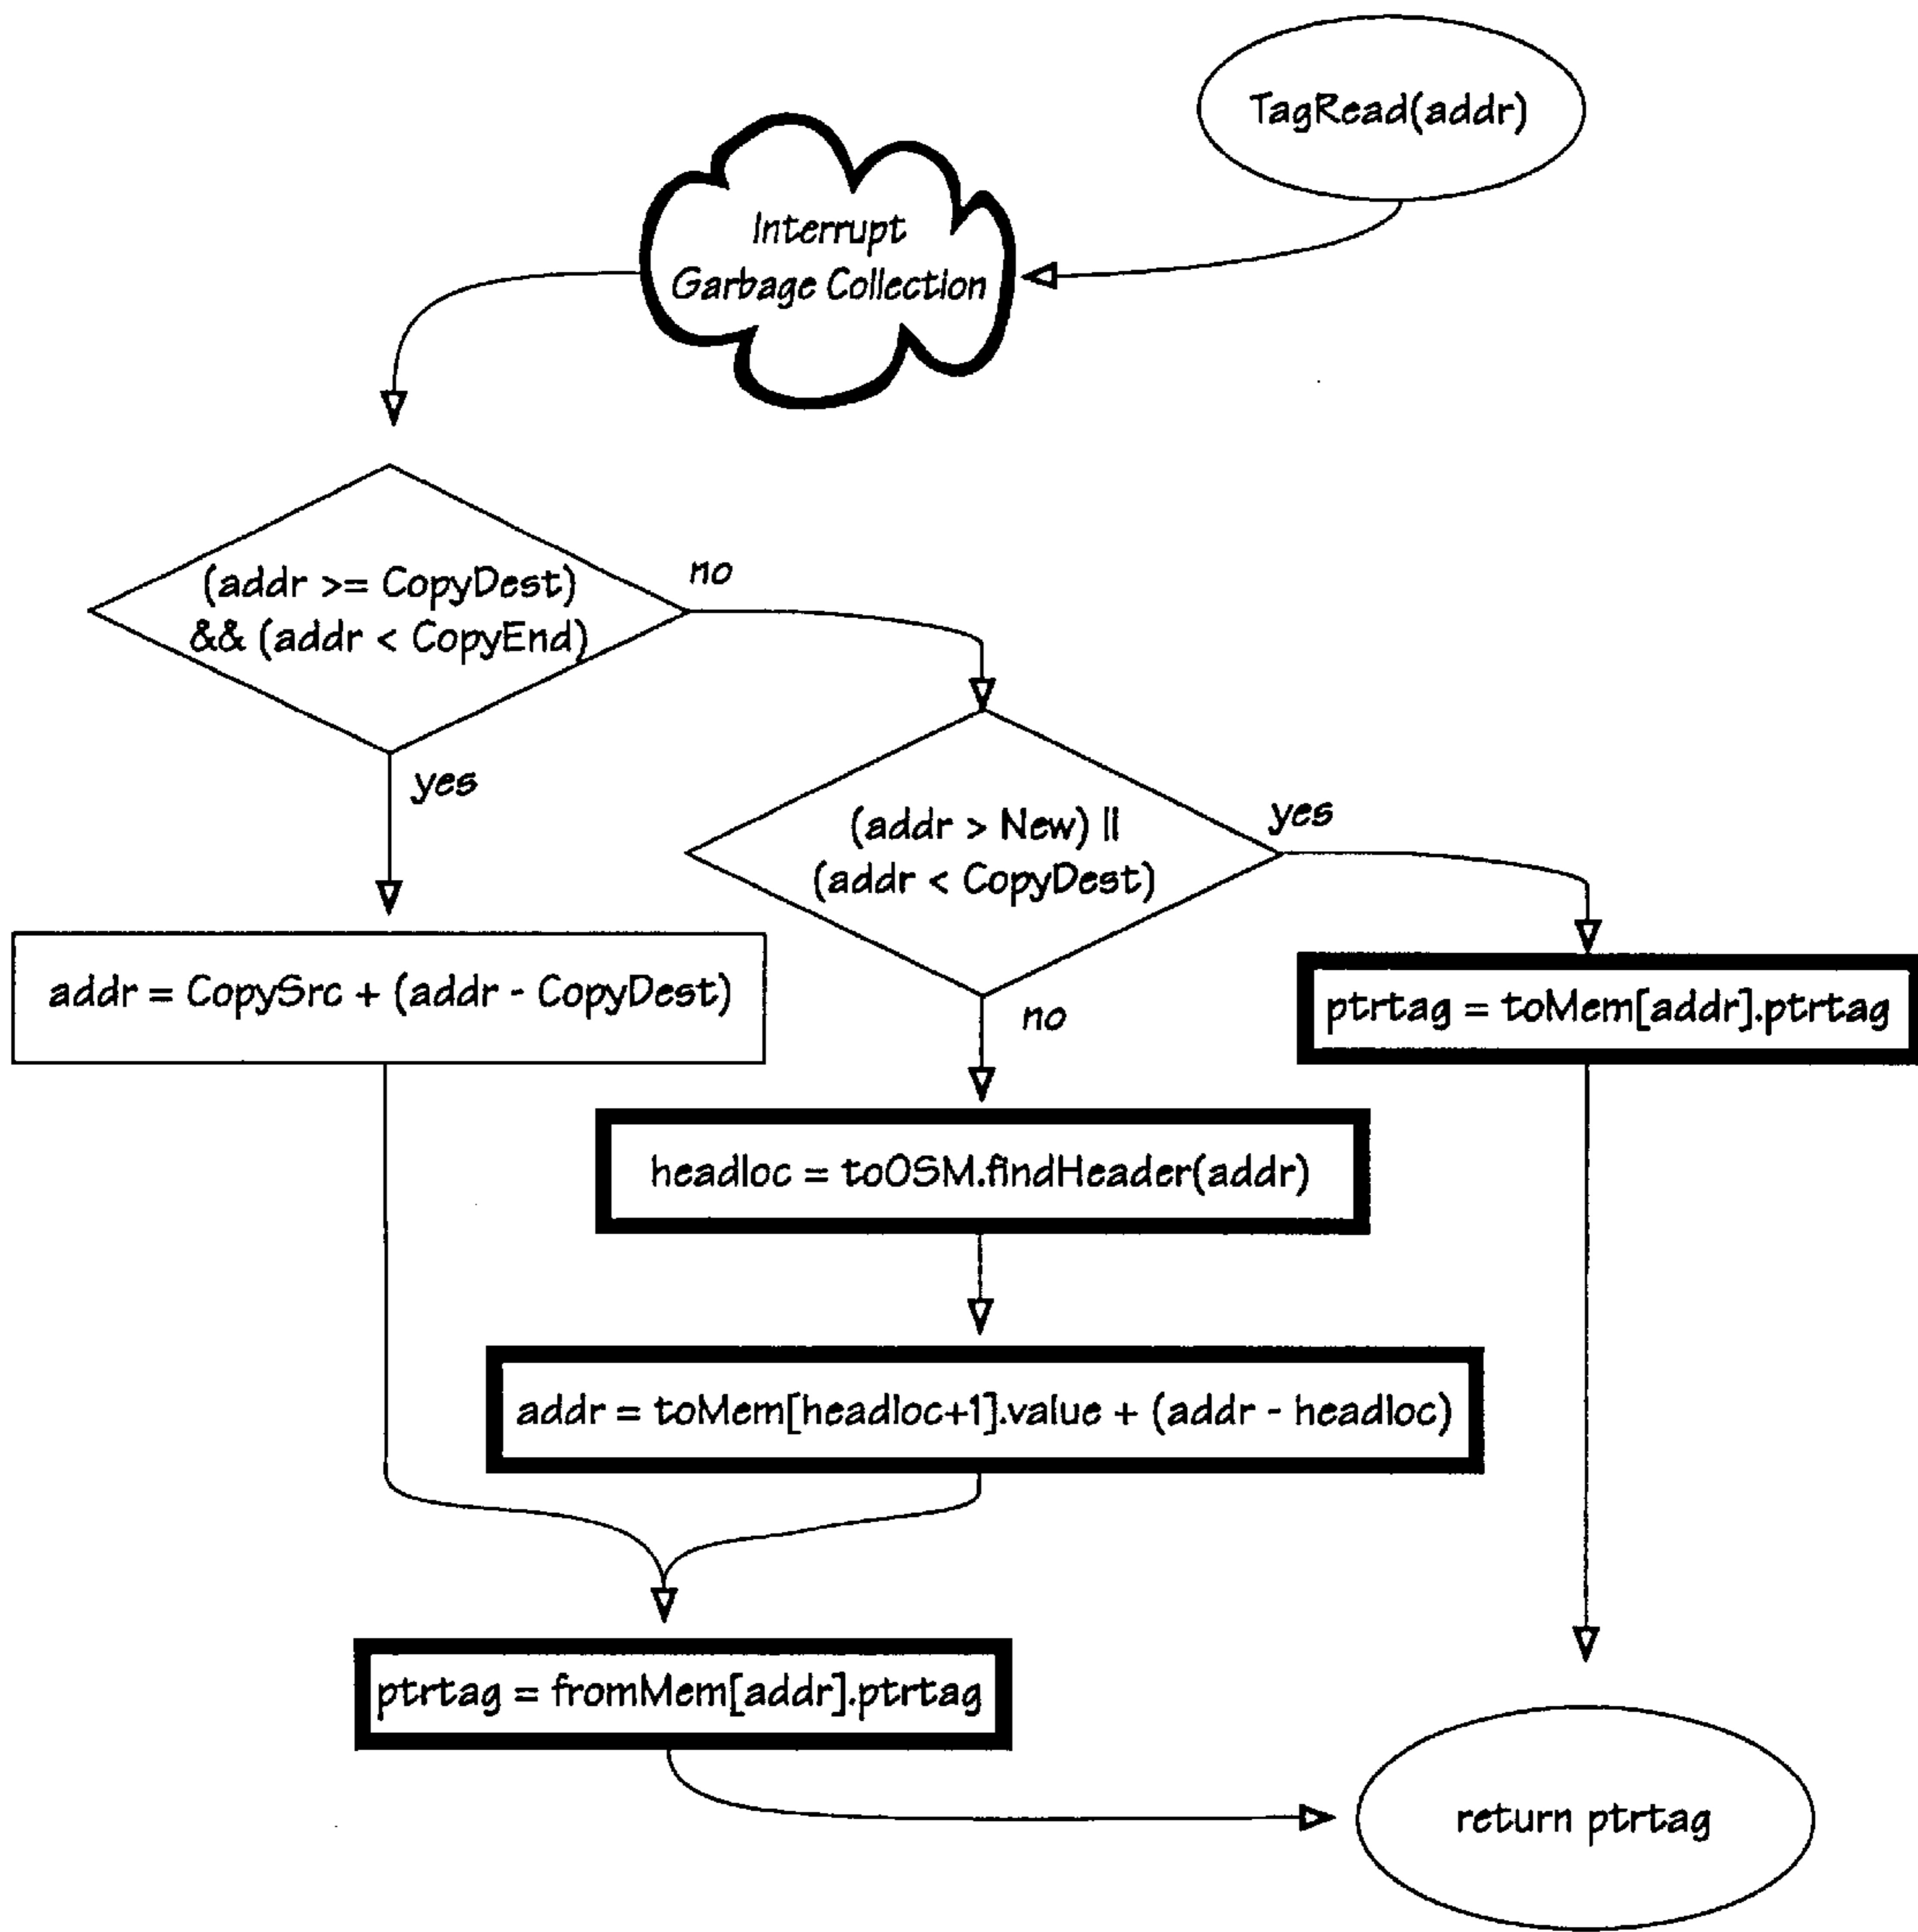 TagRead(addr)
Interrupt
Garbage Collection
(addr >= CopyDest)
&& (addr < CopyEnd)
no
yes
(addr > New) ||
(addr < CopyDest)
yes
no
addr = CopySrc + (addr - CopyDest)
ptrtag = toMem[addr].ptrtag
headloc = toOSM.findHeader(addr)
addr = toMem[headloc+1].value + (addr - headloc)
ptrtag = fromMem[addr].ptrtag
return ptrtag